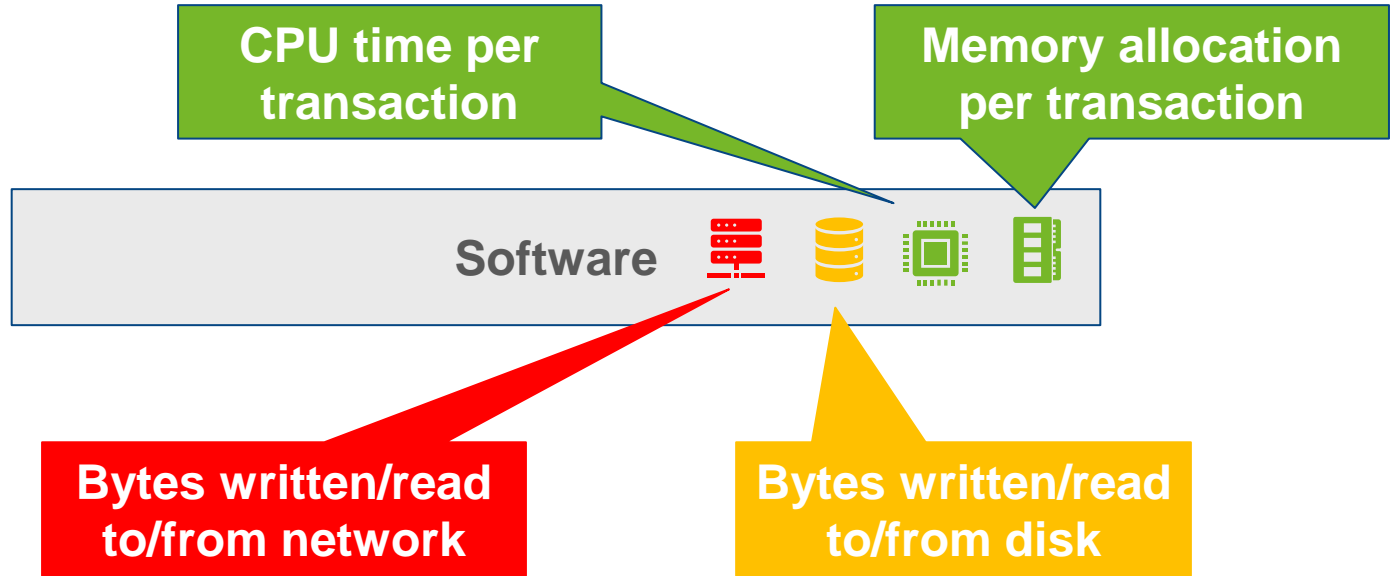 CPU time per
transaction
Memory allocation
per transaction
Software
Bytes written/read
to/from network
Bytes written/read
to/from disk